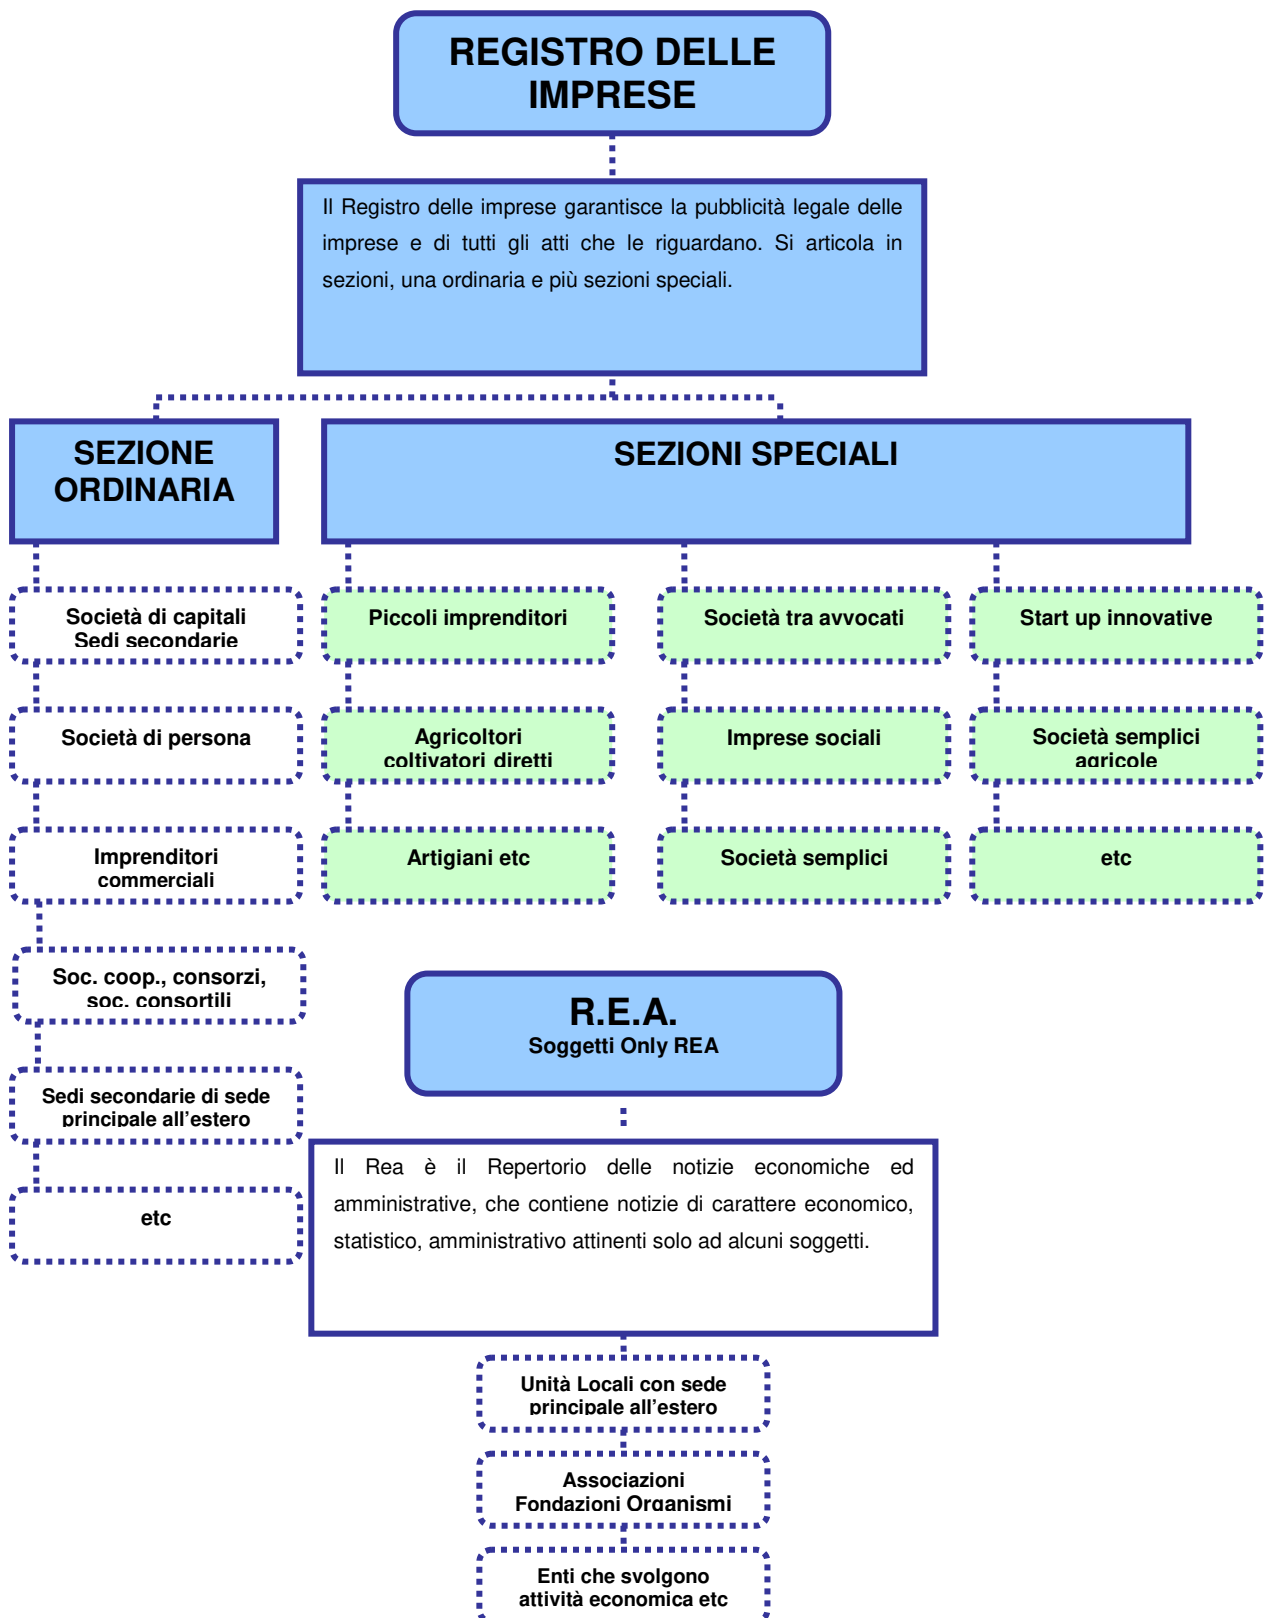 REGISTRO DELLE
IMPRESE
Il Registro delle imprese garantisce la pubblicità legale delle
imprese e di tutti gli atti che le riguardano. Si articola in
sezioni, una ordinaria e più sezioni speciali.
SEZIONE
ORDINARIA
SEZIONI SPECIALI
Società di capitali
Sedi secondarie
Piccoli imprenditori
Società tra avvocati
Start up innovative
Società di persona
Agricoltori
coltivatori diretti
Imprese sociali
Società semplici
agricole
Imprenditori
commerciali
Artigiani etc
Società semplici
etc
Soc. coop., consorzi,
soc. consortili
Sedi secondarie di sede
principale all'estero
etc
R.E.A.
Soggetti Only REA
Il Rea è il Repertorio delle notizie economiche ed
amministrative, che contiene notizie di carattere economico,
statistico, amministrativo attinenti solo ad alcuni soggetti.
Unità Locali con sede
principale all'estero
Associazioni
Fondazioni Organismi
Enti che svolgono
attività economica etc